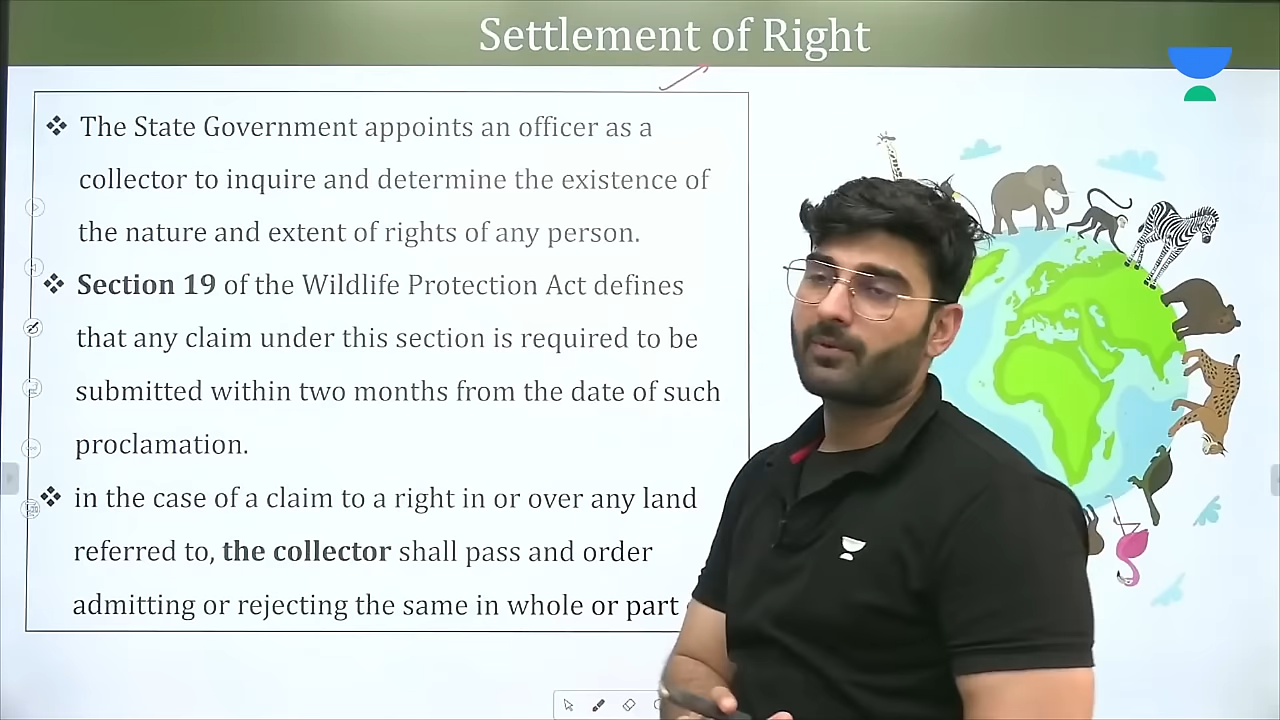 Settlement of Right
❖ The State Government appoints an officer as a
collector to inquire and determine the existence of
the nature and extent of rights of any person.
❖ Section 19 of the Wildlife Protection Act defines
that any claim under this section is required to be
submitted within two months from the date of such
proclamation.
❖ in the case of a claim to a right in or over any land
referred to, the collector shall pass and order
admitting or rejecting the same in whole or part